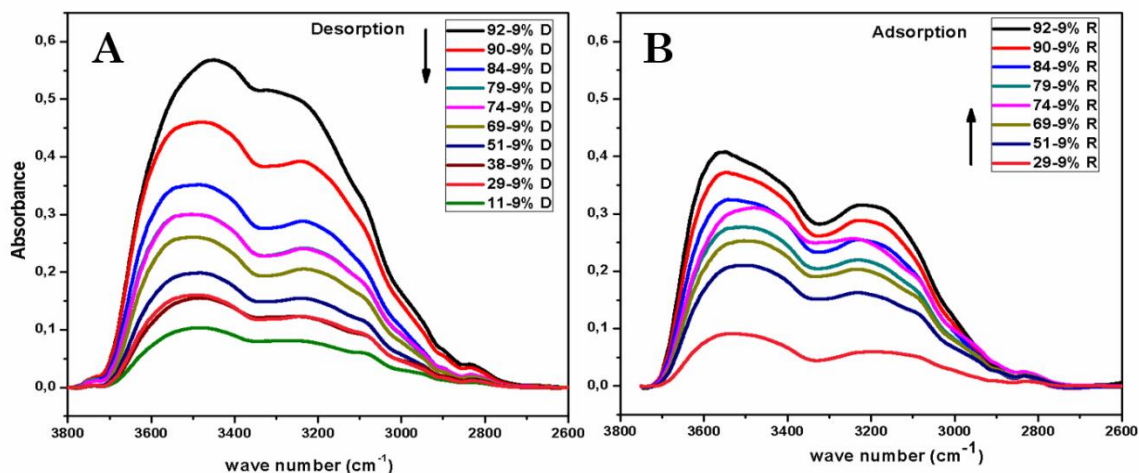 A
Desorption
92-9% D
90-9% D
84-9% D
79-9% D
74-9% D
69-9% D
51-9% D
38-9% D
29-9% D
11-9% D
Absorbance
0,6
0,5
0,4
0,3
0,2
0,1
0,0
3800 3600 3400 3200 3000 2800 2600
wave number (cm⁻¹)
B
Adsorption
92-9% R
90-9% R
84-9% R
79-9% R
74-9% R
69-9% R
51-9% R
29-9% R
0,6
0,5
0,4
0,3
0,2
0,1
0,0
3800 3600 3400 3200 3000 2800 2600
wave number (cm⁻¹)